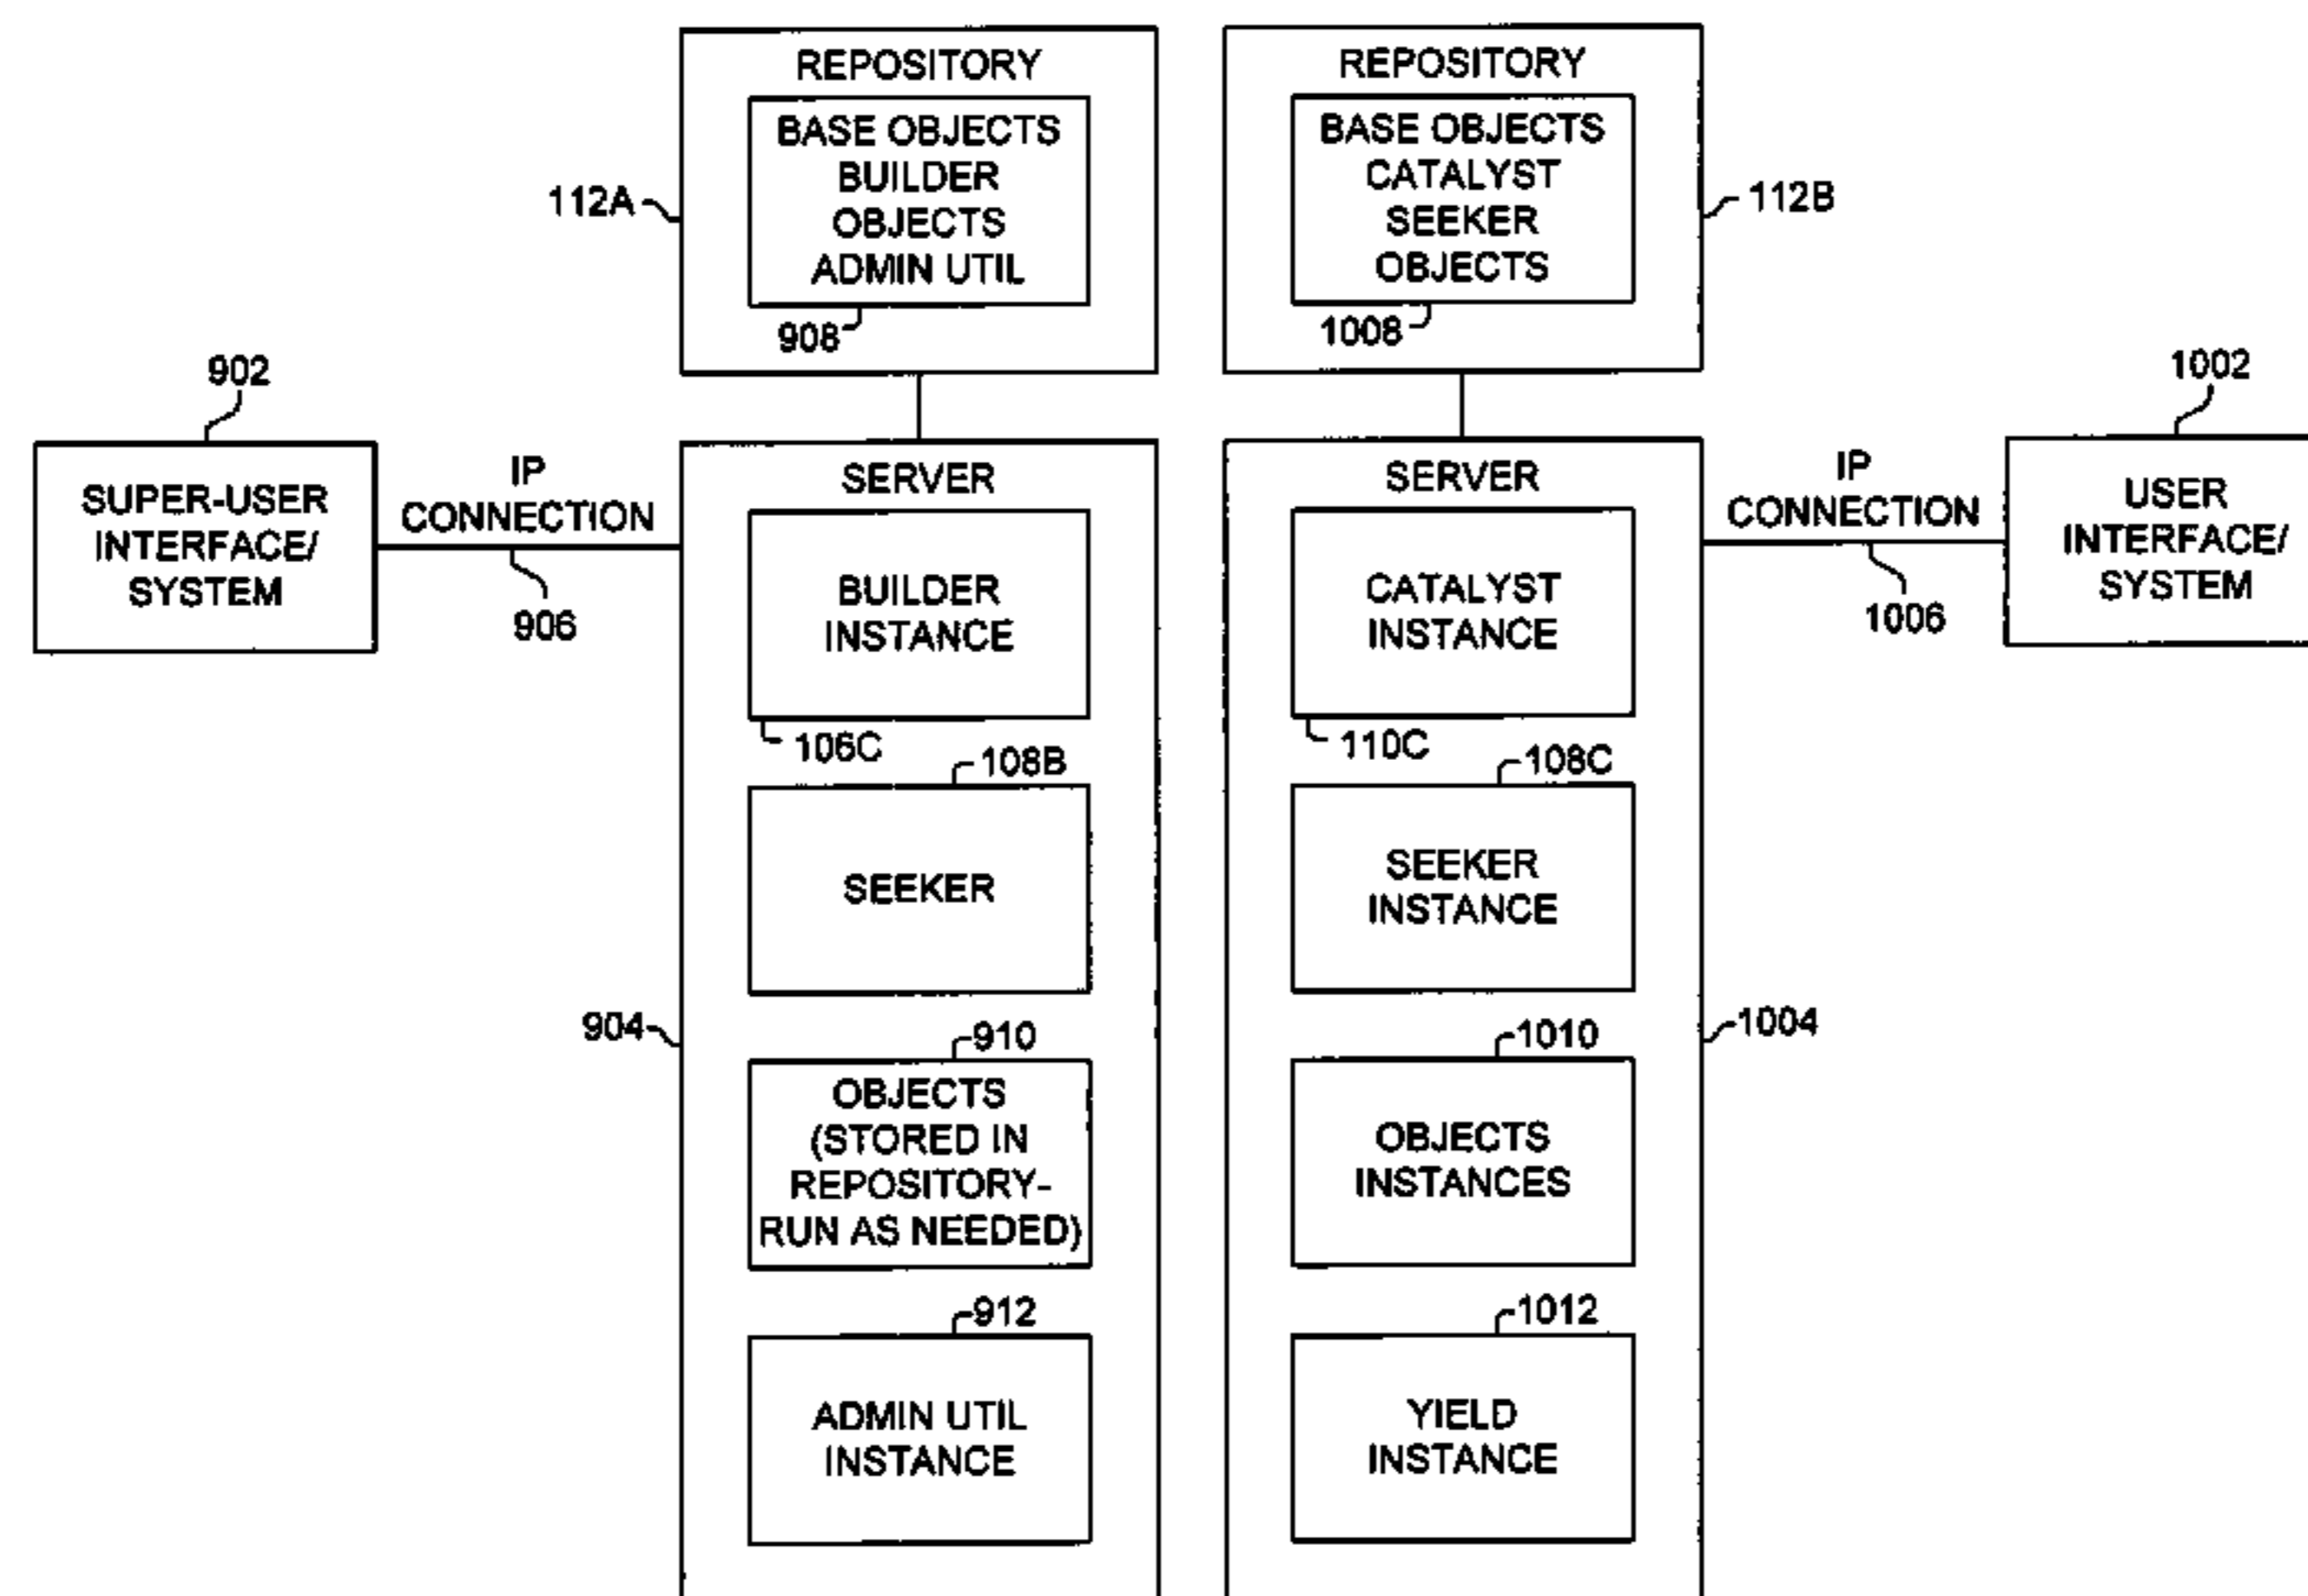 REPOSITORY
BASE OBJECTS
BUILDER
OBJECTS
ADMIN UTIL
908
112A
REPOSITORY
BASE OBJECTS
CATALYST
SEEKER
OBJECTS
1008
112B
902
SUPER-USER
INTERFACE/
SYSTEM
IP
CONNECTION
906
SERVER
BUILDER
INSTANCE
106C
108B
SEEKER
904
910
OBJECTS
(STORED IN
REPOSITORY-
RUN AS NEEDED)
912
ADMIN UTIL
INSTANCE
SERVER
CATALYST
INSTANCE
110C
108C
SEEKER
INSTANCE
1004
1010
OBJECTS
INSTANCES
1012
YIELD
INSTANCE
IP
CONNECTION
1006
1002
USER
INTERFACE/
SYSTEM